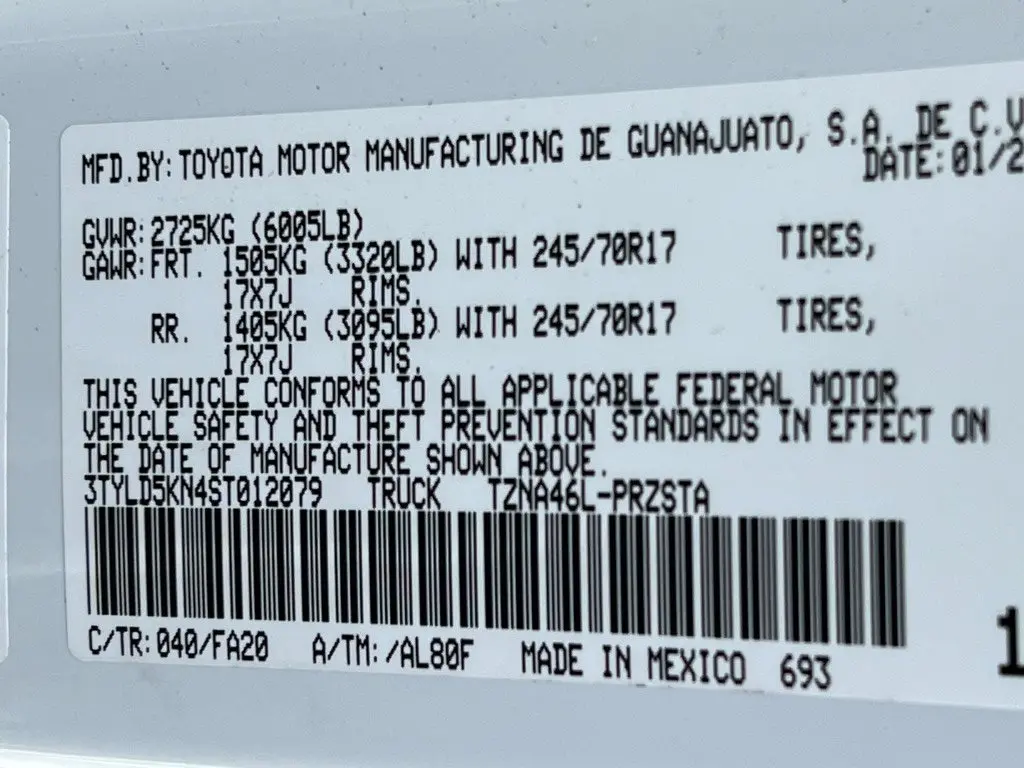 MFD.BY: TOYOTA MOTOR MANUFACTURING DE GUANAJUATO, S.A. DE C.V
DATE: 01/2
GVWR: 2725KG (6005LB)
GAWR: FRT. 1505KG (3320LB) WITH 245/70R17 TIRES,
17X7J RIMS.
RR. 1405KG (3095LB) WITH 245/70R17 TIRES,
17X7J RIMS.
THIS VEHICLE CONFORMS TO ALL APPLICABLE FEDERAL MOTOR
VEHICLE SAFETY AND THEFT PREVENTION STANDARDS IN EFFECT ON
THE DATE OF MANUFACTURE SHOWN ABOVE.
3TYLD5KN4ST012079 TRUCK TZNA46L-PRZSTA
C/TR: 040/FA20 A/TM: /AL80F MADE IN MEXICO 693
1